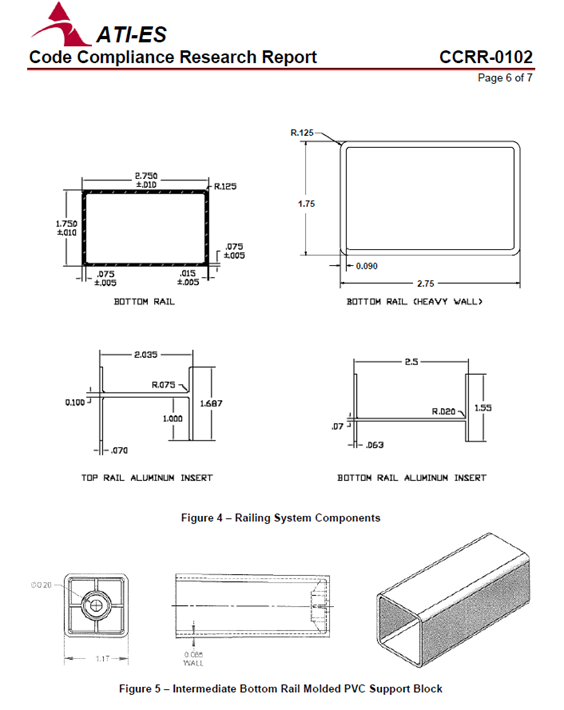 ATI-ES
Code Compliance Research Report CCRR-0102
Page 6 of 7
R.125
2.750
±.010
R.125
1.750
±.010
1.75
.075
±.005
.075
±.005
.015
±.005
0.090
2.75
BOTTOM RAIL
BOTTOM RAIL (HEAVY WALL)
2.035
2.5
R.075
0.100
1.687
1.000
.070
R.020
1.55
.07
.063
TOP RAIL ALUMINUM INSERT
BOTTOM RAIL ALUMINUM INSERT
Figure 4 – Railing System Components
1.17
WALL
Figure 5 – Intermediate Bottom Rail Molded PVC Support Block